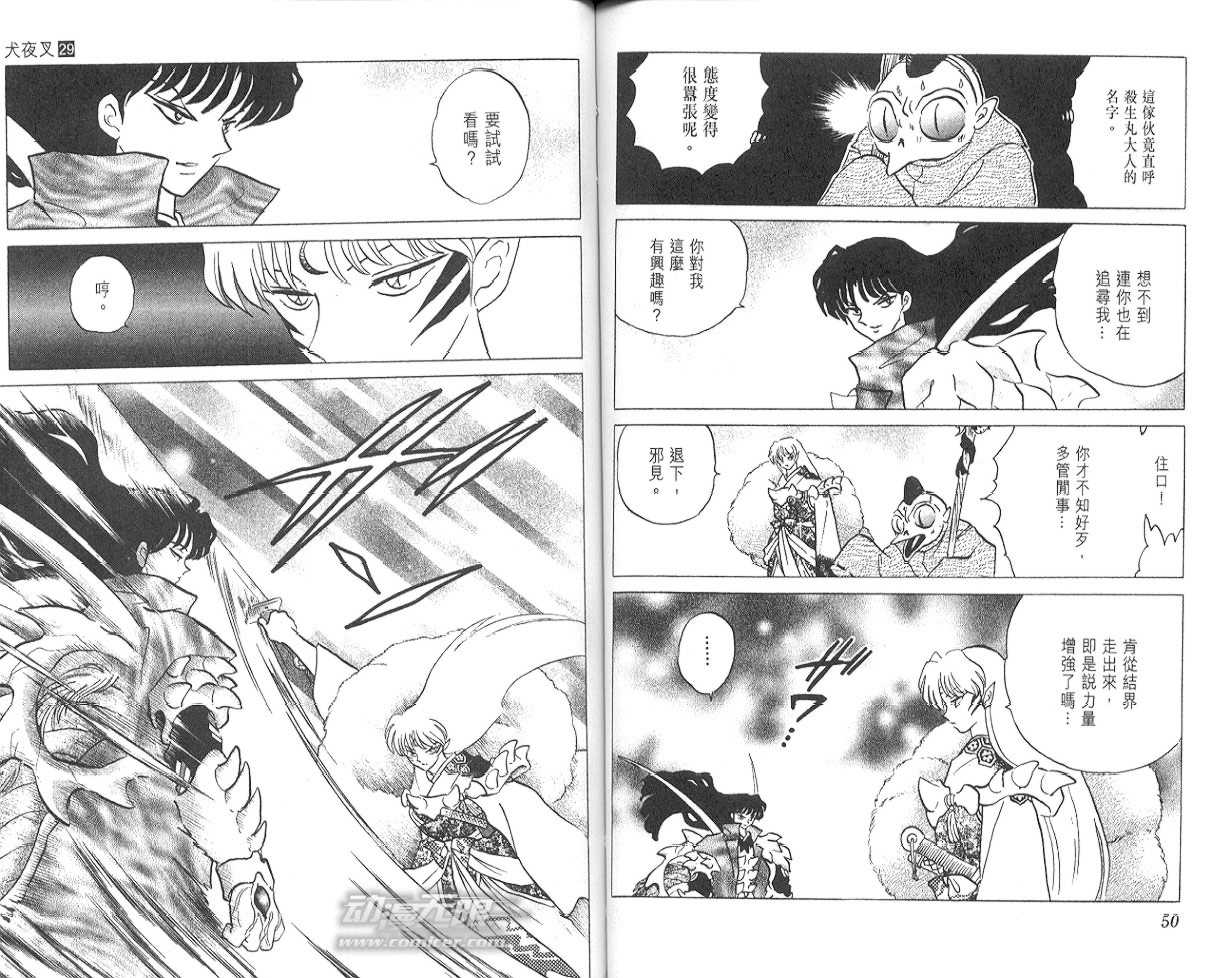 這傢伙竟直呼
殺生丸大人的
名字。
態度變得
很囂張呢。
想不到
連你也在
追尋我…
你對我
這麼
有興趣嗎？
住口！
你才不知好歹，
多管閒事…
退下，
邪見。
肯從結界
走出來，
即是說力量
增強了嗎…
……
50
犬夜叉29
要試試
看嗎？
哼。
动漫无眠
www.comicer.com